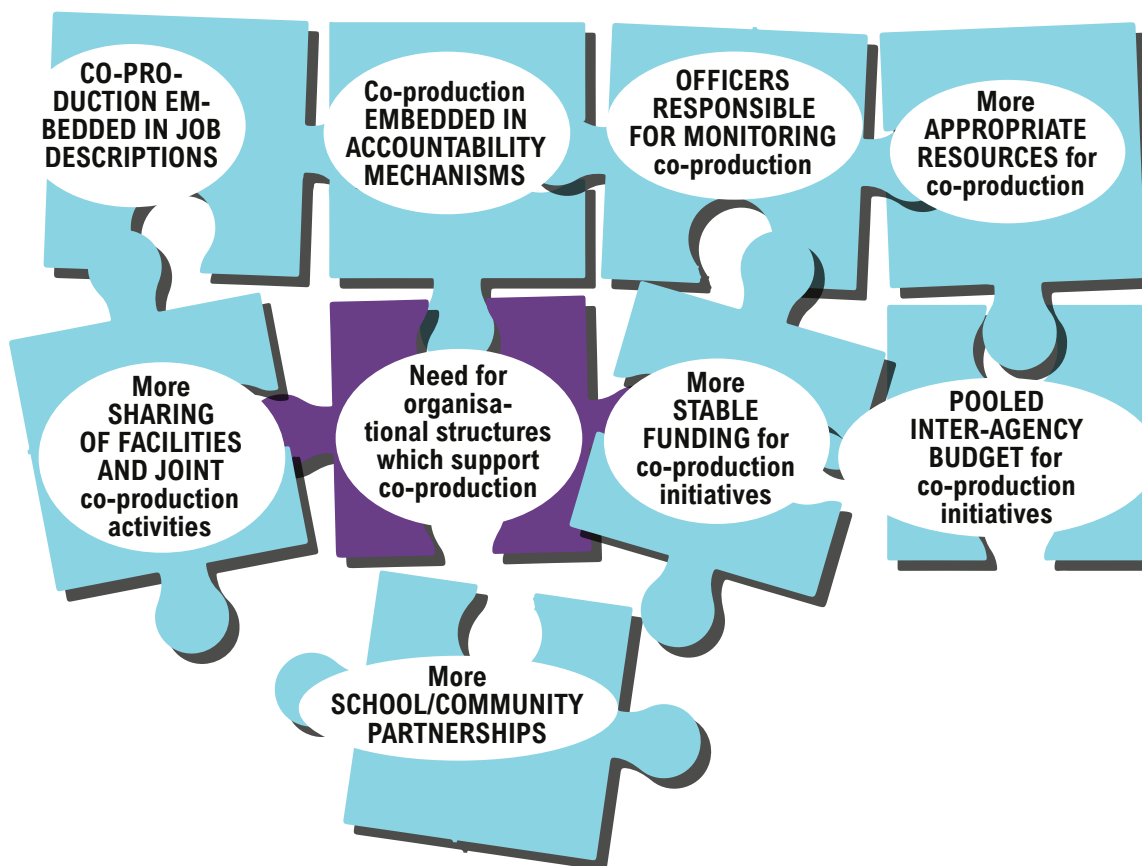 CO-PRO-
DUCTION EM-
BEDDED IN JOB
DESCRIPTIONS
Co-production
EMBEDDED IN
ACCOUNTABILITY
MECHANISMS
OFFICERS
RESPONSIBLE
FOR MONITORING
co-production
More
APPROPRIATE
RESOURCES for
co-production
More
SHARING
OF FACILITIES
AND JOINT
co-production
activities
Need for
organisa-
tional structures
which support
co-production
More
STABLE
FUNDING for
co-production
initiatives
POOLED
INTER-AGENCY
BUDGET for
co-production
initiatives
More
SCHOOL/COMMUNITY
PARTNERSHIPS